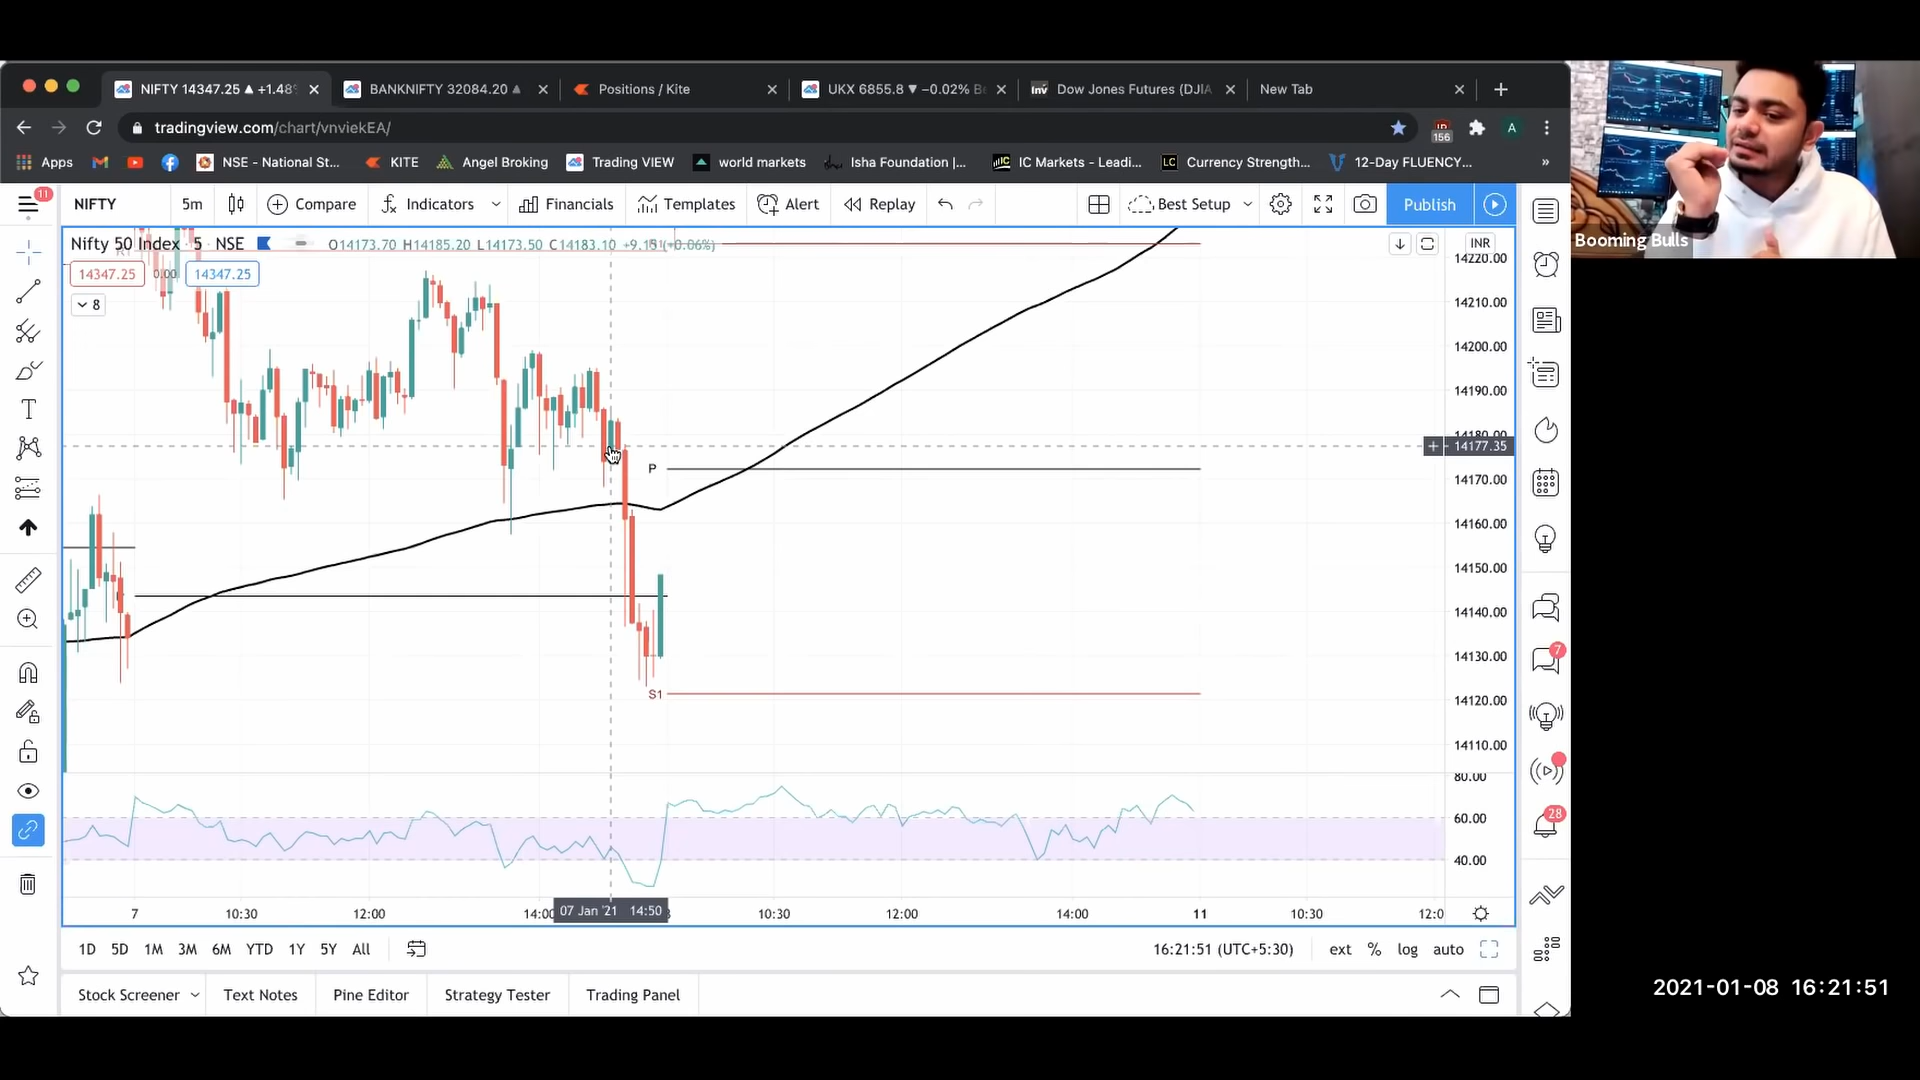 NIFTY 14347.25 ▲ +1.48%
BANKNIFTY 32084.20 ▲
Positions / Kite
UKX 6855.8 ▼ −0.02%
Dow Jones Futures (DJIA
New Tab
tradingview.com/chart/vnviekEA/
156
A
Apps
NSE - National St...
KITE
Angel Broking
Trading VIEW
world markets
Isha Foundation |...
IC Markets - Leadi...
Currency Strength...
12-Day FLUENCY...
»
Booming Bulls
11
NIFTY
5m
Compare
Indicators
Financials
Templates
Alert
Replay
Best Setup
Publish
Nifty 50 Index · 5 · NSE
O14173.70 H14185.20 L14173.50 C14183.10 +9.15 (+0.06%)
INR
14347.25
0.00
14347.25
8
14220.00
14210.00
14200.00
14190.00
14180.00
14177.35
14170.00
14160.00
14150.00
14140.00
14130.00
14120.00
14110.00
P
S1
80.00
60.00
40.00
7
10:30
12:00
14:00
07 Jan '21 14:50
10:30
12:00
14:00
11
10:30
12:0
7
28
1D
5D
1M
3M
6M
YTD
1Y
5Y
All
16:21:51 (UTC+5:30)
ext
%
log
auto
Stock Screener
Text Notes
Pine Editor
Strategy Tester
Trading Panel
2021-01-08 16:21:51